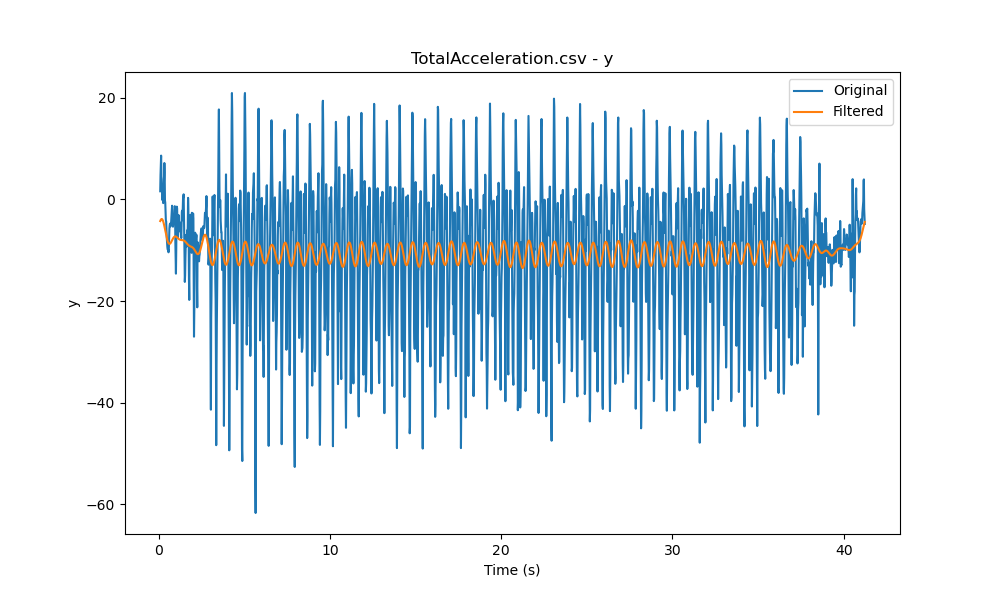 TotalAcceleration.csv - y
Original
Filtered
20
0
−20
−40
−60
y
0 10 20 30 40
Time (s)